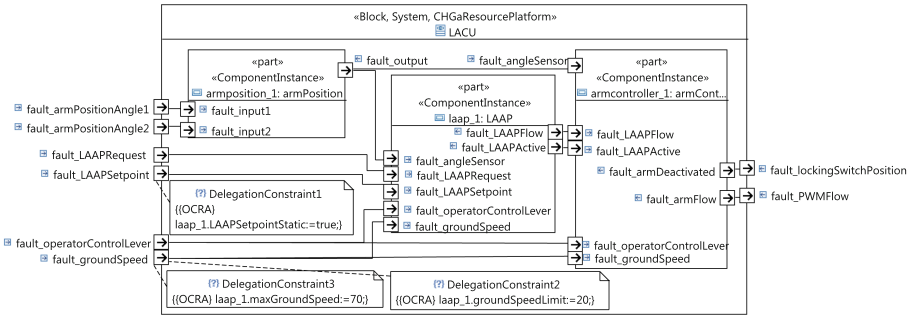 «Block, System, CHGaResourcePlatform»
LACU
«part»
«ComponentInstance»
armposition_1: armPosition
fault_input1
fault_input2
fault_output
fault_angleSensor
«part»
«ComponentInstance»
laap_1: LAAP
fault_LAAPFlow
fault_LAAPActive
fault_angleSensor
fault_LAAPRequest
fault_LAAPSetpoint
fault_operatorControlLever
fault_groundSpeed
«part»
«ComponentInstance»
armcontroller_1: armCont...
fault_LAAPFlow
fault_LAAPActive
fault_armDeactivated
fault_armFlow
fault_operatorControlLever
fault_groundSpeed
fault_armPositionAngle1
fault_armPositionAngle2
fault_LAAPRequest
fault_LAAPSetpoint
fault_operatorControlLever
fault_groundSpeed
fault_lockingSwitchPosition
fault_PWMFlow
{?} DelegationConstraint1
{{OCRA}
laap_1.LAAPSetpointStatic:=true;}
{?} DelegationConstraint3
{{OCRA} laap_1.maxGroundSpeed:=70;}
{?} DelegationConstraint2
{{OCRA} laap_1.groundSpeedLimit:=20;}